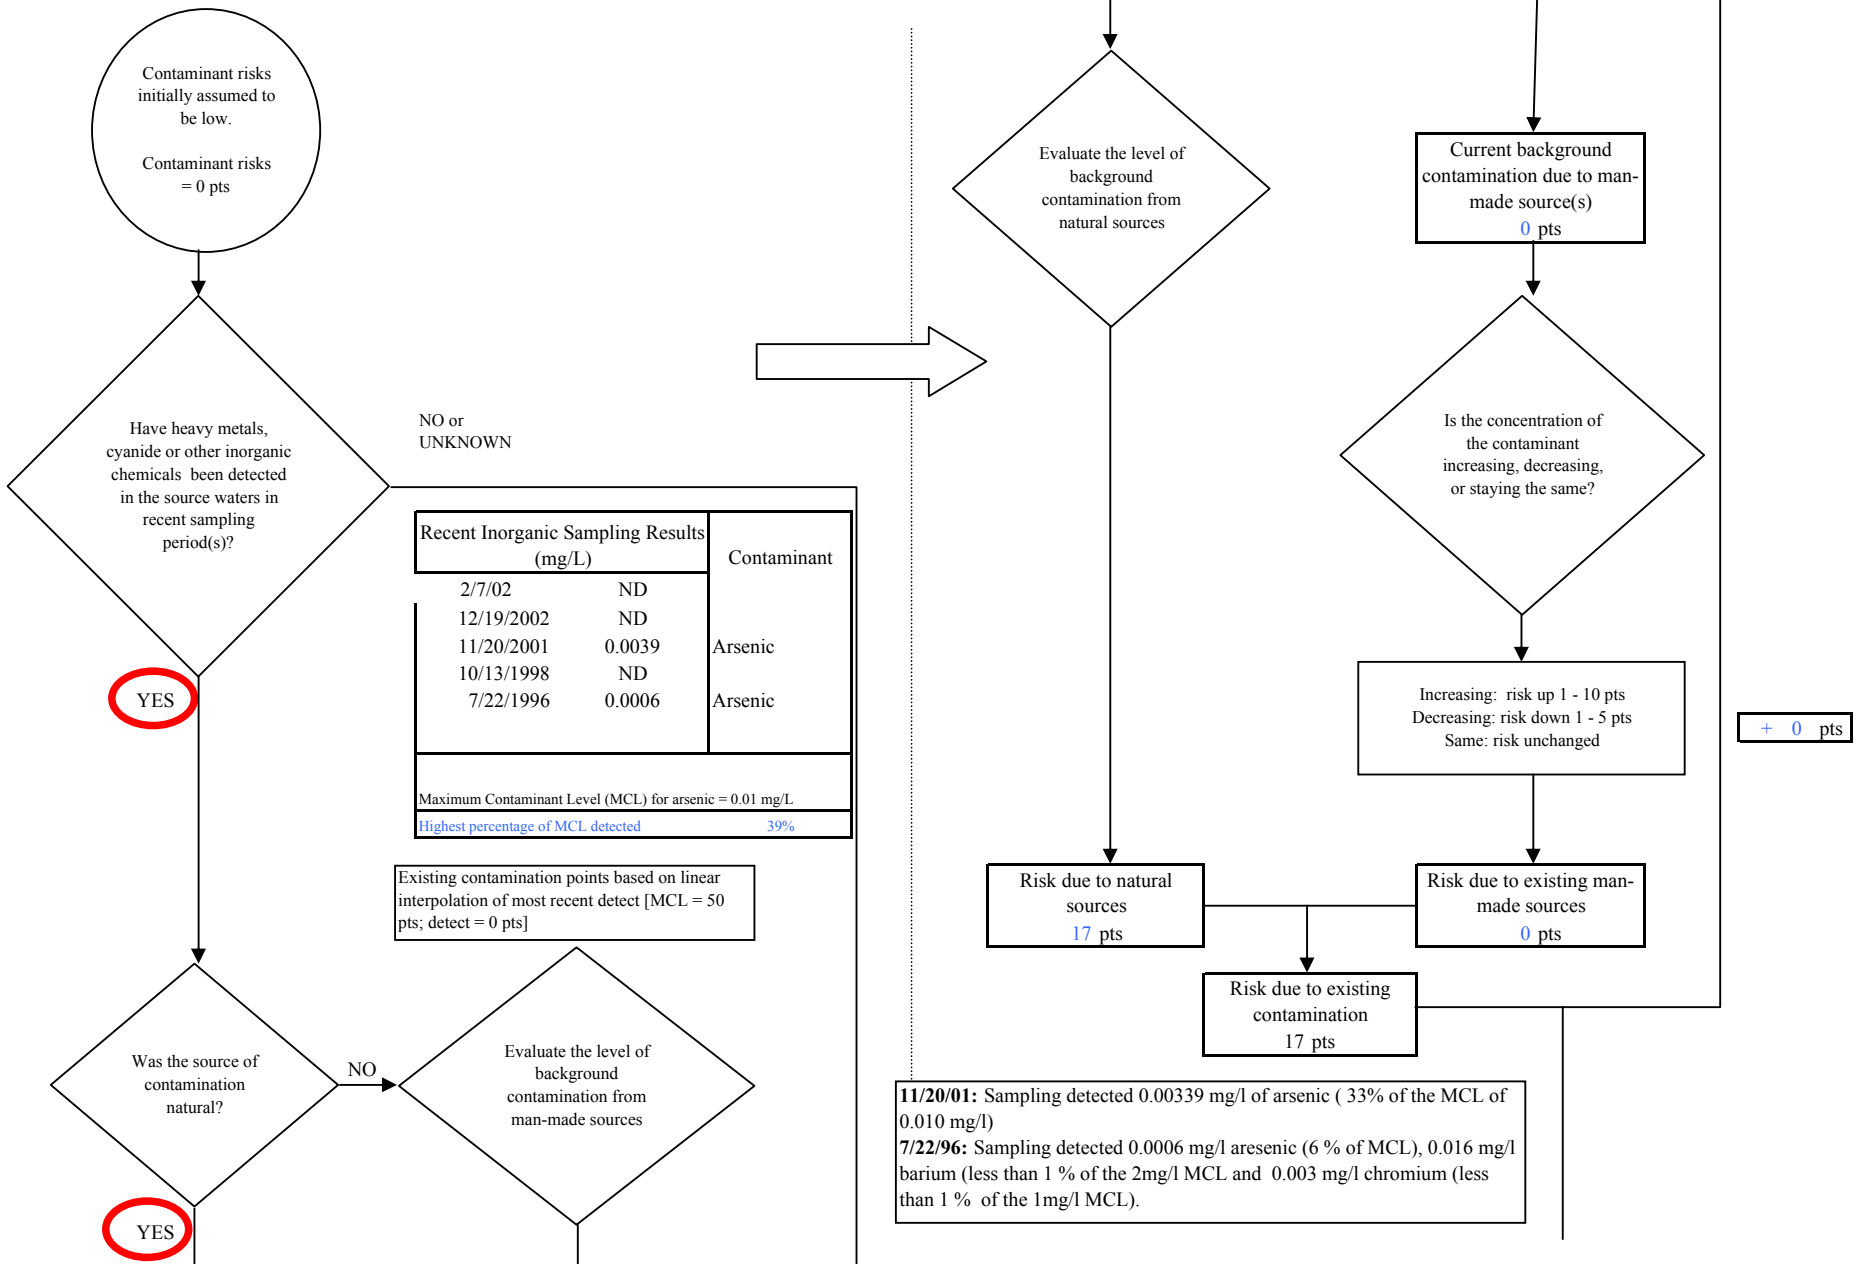 Contaminant risks
initially assumed to
be low.
Contaminant risks
= 0 pts
Have heavy metals,
cyanide or other inorganic
chemicals been detected
in the source waters in
recent sampling
period(s)?
NO or
UNKNOWN
YES
Recent Inorganic Sampling Results
(mg/L)
Contaminant
2/7/02 ND
12/19/2002 ND
11/20/2001 0.0039 Arsenic
10/13/1998 ND
7/22/1996 0.0006 Arsenic
Maximum Contaminant Level (MCL) for arsenic = 0.01 mg/L
Highest percentage of MCL detected 39%
Existing contamination points based on linear
interpolation of most recent detect [MCL = 50
pts; detect = 0 pts]
Was the source of
contamination
natural?
NO
YES
Evaluate the level of
background
contamination from
man-made sources
Evaluate the level of
background
contamination from
natural sources
Current background
contamination due to man-
made source(s)
0 pts
Is the concentration of
the contaminant
increasing, decreasing,
or staying the same?
Increasing: risk up 1 - 10 pts
Decreasing: risk down 1 - 5 pts
Same: risk unchanged
+ 0 pts
Risk due to natural
sources
17 pts
Risk due to existing man-
made sources
0 pts
Risk due to existing
contamination
17 pts
11/20/01: Sampling detected 0.00339 mg/l of arsenic ( 33% of the MCL of
0.010 mg/l)
7/22/96: Sampling detected 0.0006 mg/l aresenic (6 % of MCL), 0.016 mg/l
barium (less than 1 % of the 2mg/l MCL and 0.003 mg/l chromium (less
than 1 % of the 1mg/l MCL).